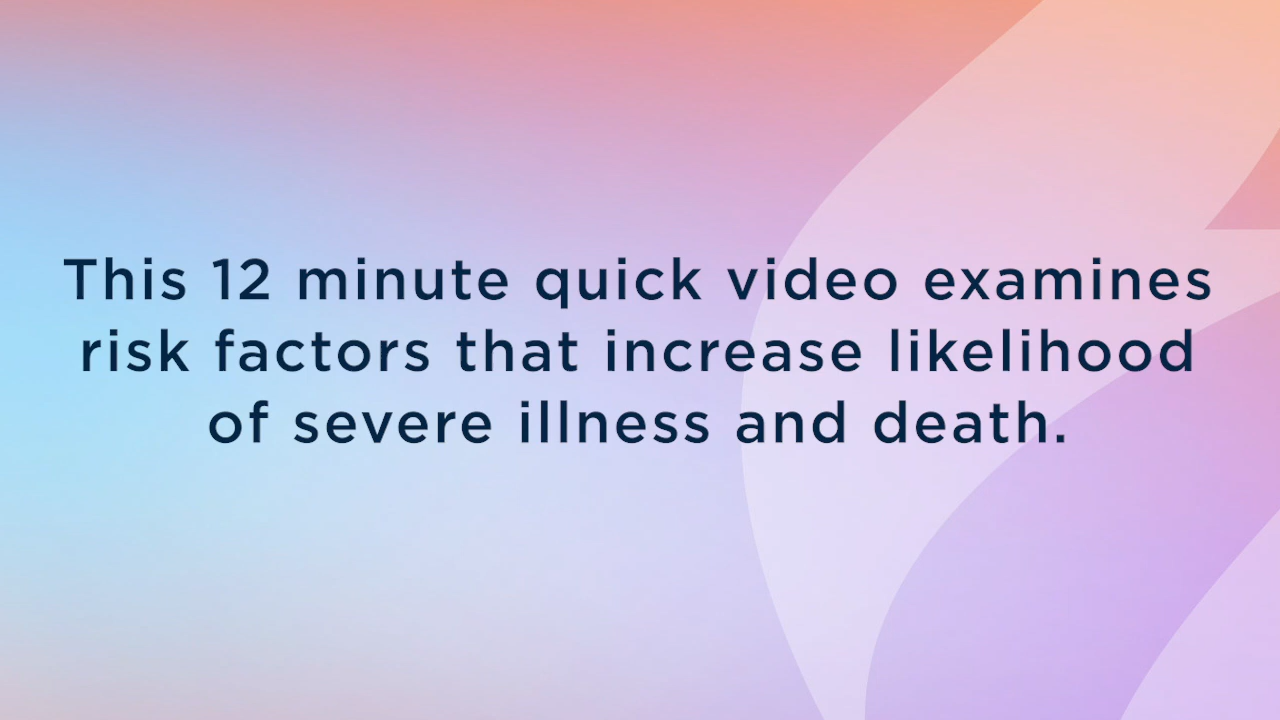 This 12 minute quick video examines
risk factors that increase likelihood
of severe illness and death.